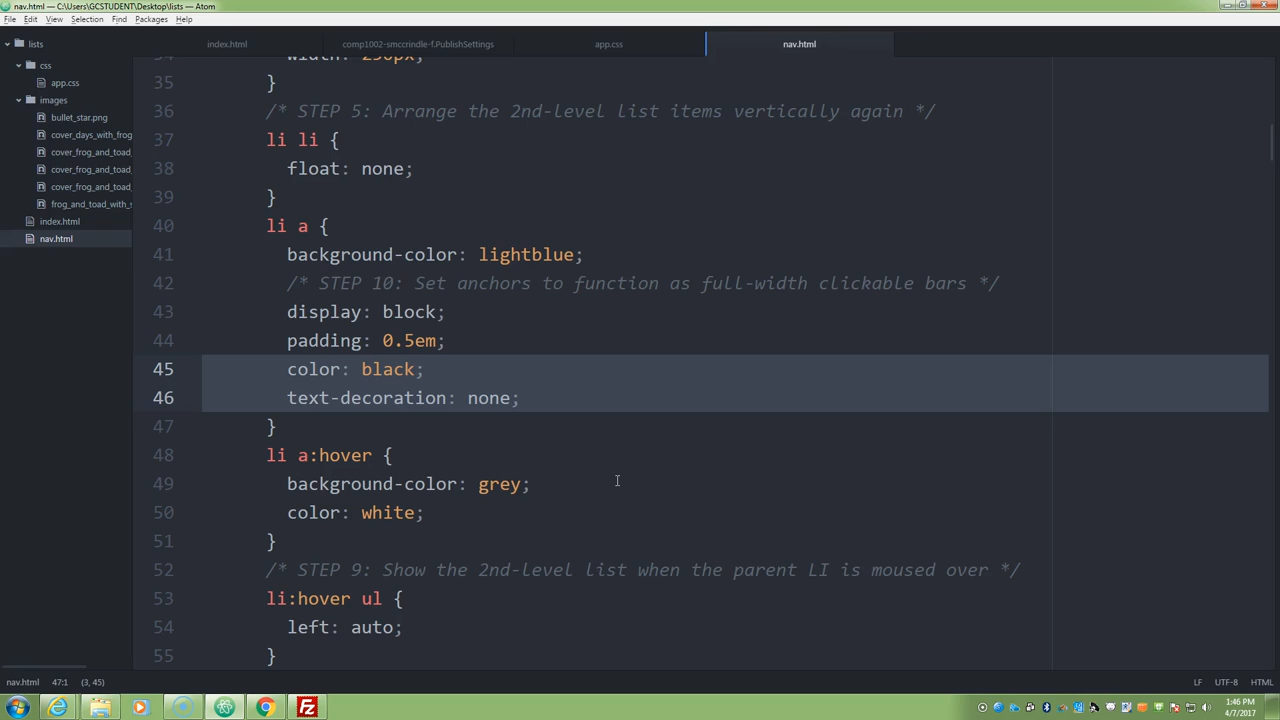 nav.html - C:\Users\GCSTUDENT\Desktop\lists - Atom
File Edit View Selection Find Packages Help
lists
css
app.css
images
bullet_star.png
cover_days_with_frog
cover_frog_and_toad_
cover_frog_and_toad_
cover_frog_and_toad_
frog_and_toad_with_s
index.html
nav.html
index.html comp1002-smccrindle-f.PublishSettings app.css nav.html
34 width: 250px;
35 }
36 /* STEP 5: Arrange the 2nd-level list items vertically again */
37 li li {
38 float: none;
39 }
40 li a {
41 background-color: lightblue;
42 /* STEP 10: Set anchors to function as full-width clickable bars */
43 display: block;
44 padding: 0.5em;
45 color: black;
46 text-decoration: none;
47 }
48 li a:hover {
49 background-color: grey;
50 color: white;
51 }
52 /* STEP 9: Show the 2nd-level list when the parent LI is moused over */
53 li:hover ul {
54 left: auto;
55 }
nav.html 47:1 (3, 45) LF UTF-8 HTML
1:46 PM
4/7/2017